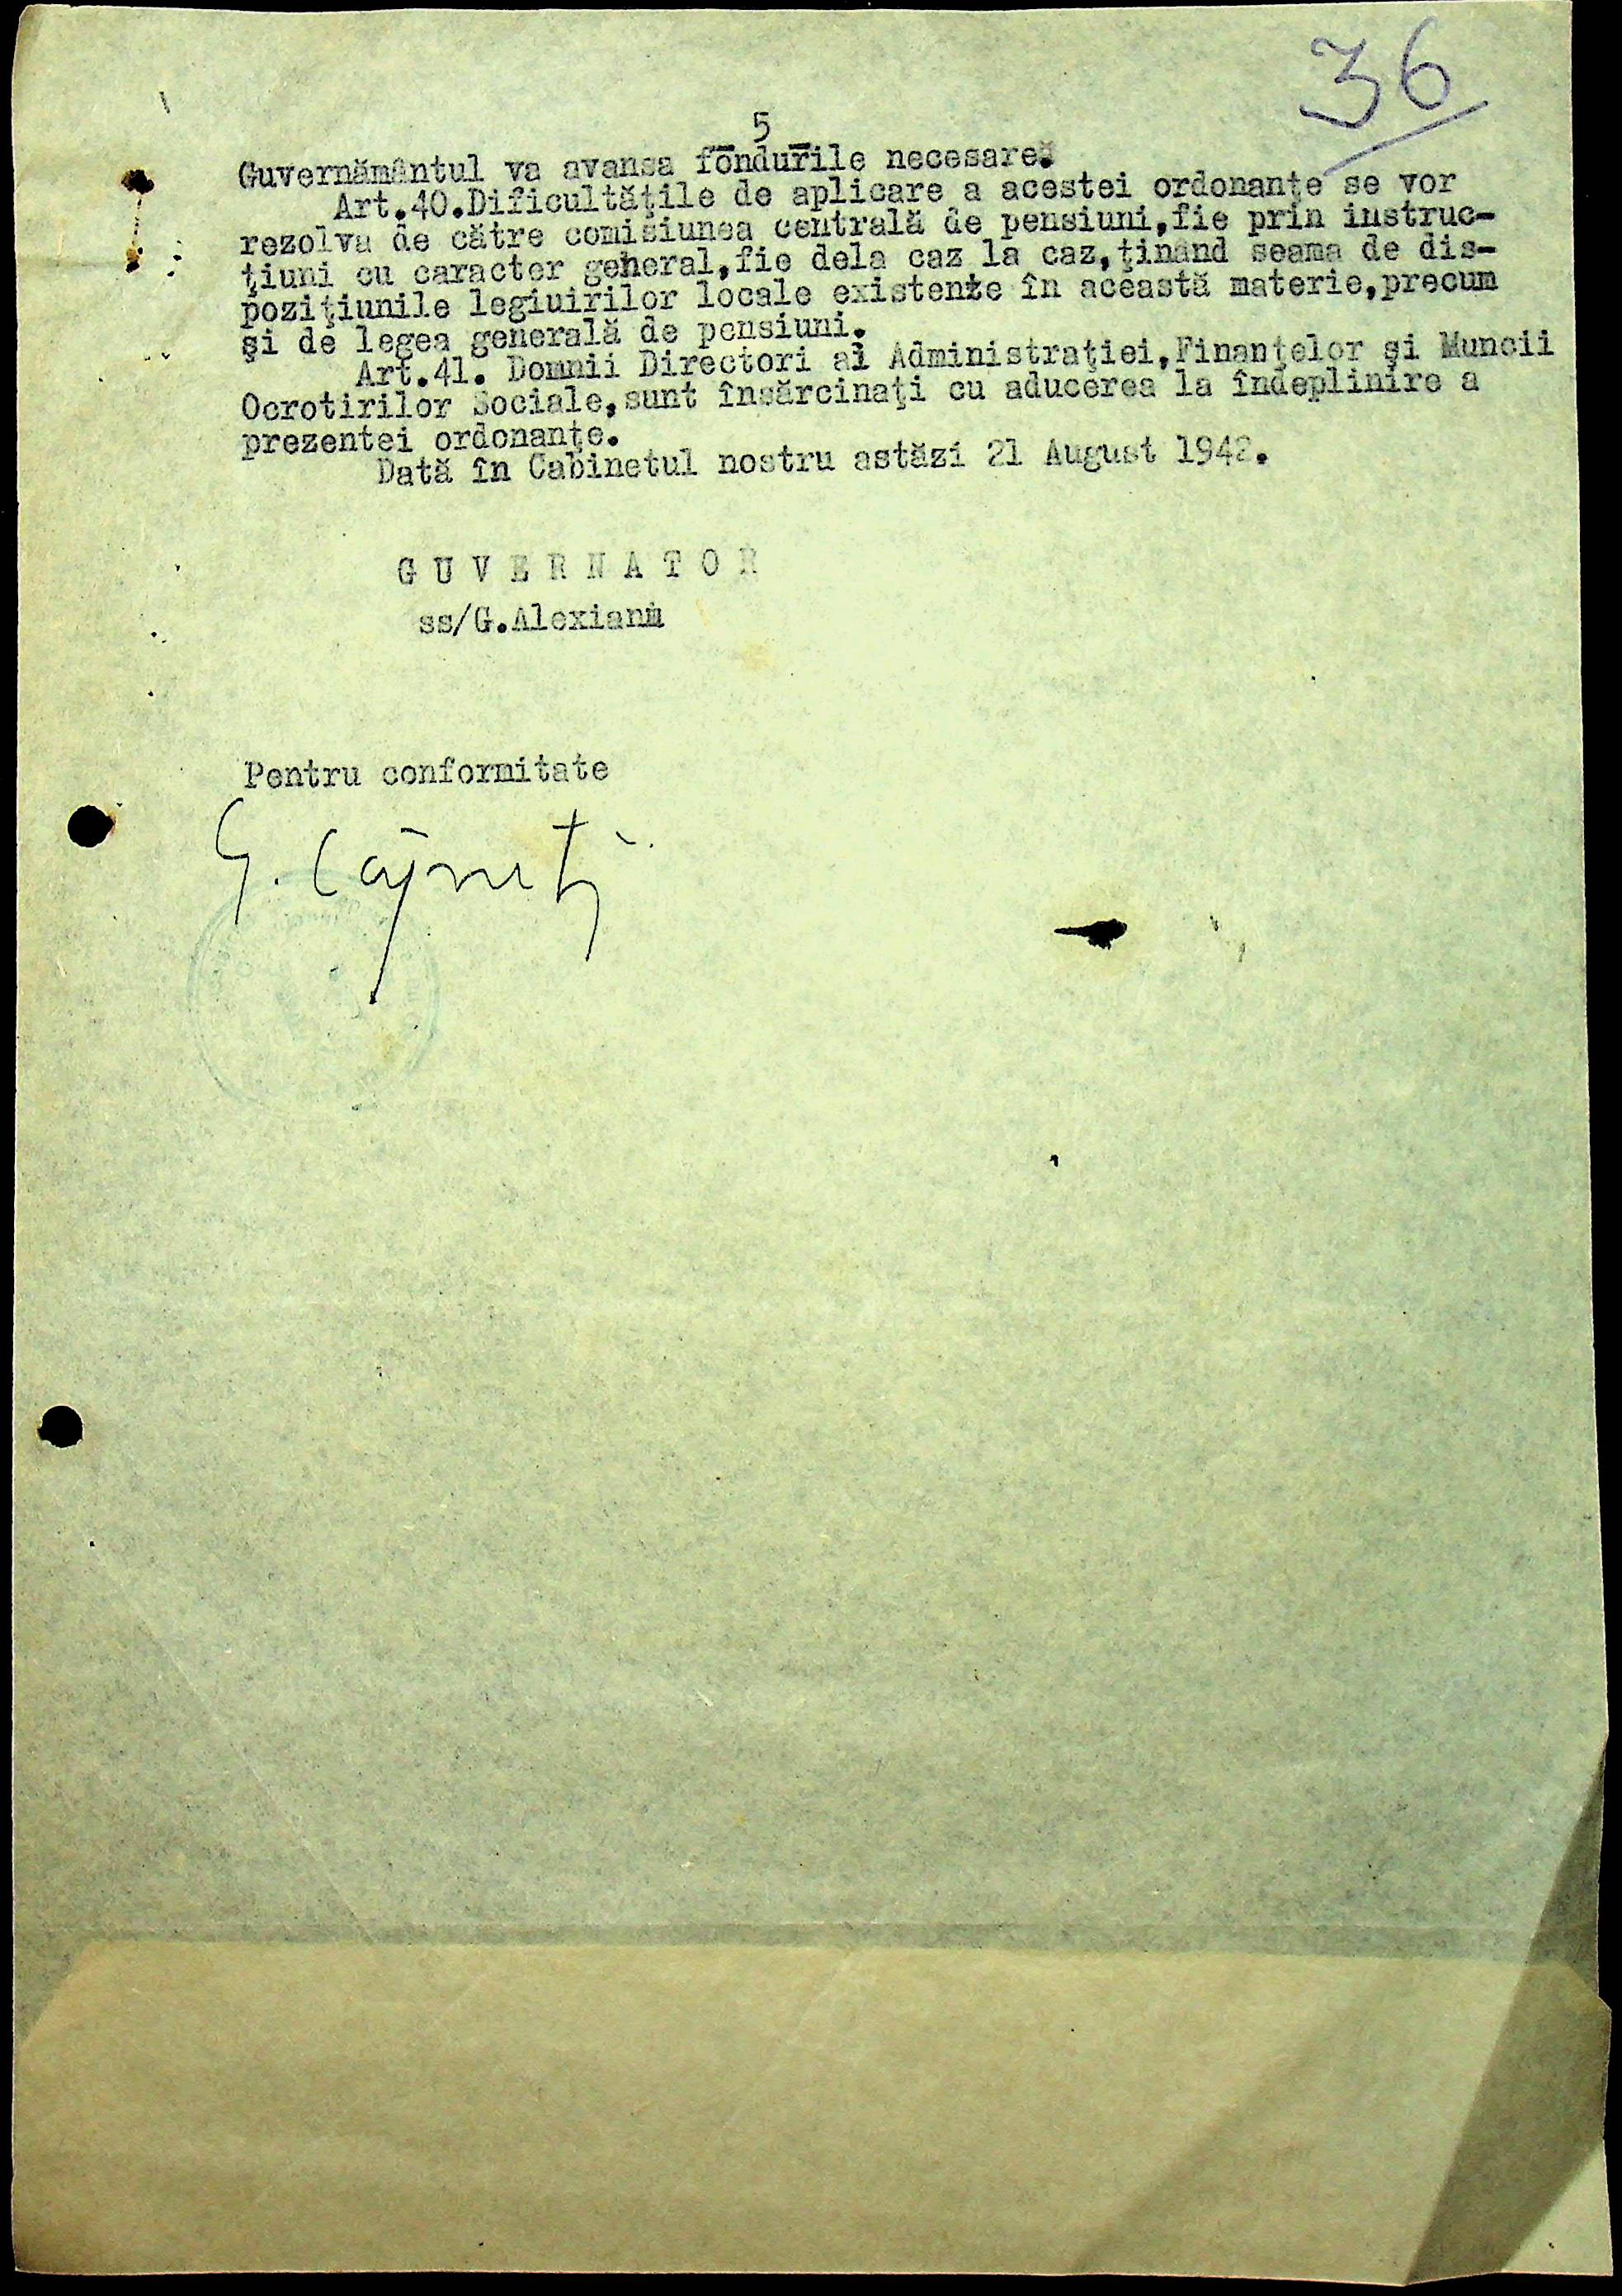 36
5
Guvernământul va avansa fondurile necesare.
Art.40.Dificultăţile de aplicare a acestei ordonanţe se vor
rezolva de către comisiunea centrală de pensiuni,fie prin instruc-
ţiuni cu caracter general,fie dela caz la caz,ţinând seama de dis-
poziţiunile legiuirilor locale existente în această materie,precum
şi de legea generală de pensiuni.
Art.41. Domnii Directori ai Administraţiei,Finanţelor şi Muncii
Ocrotirilor Sociale,sunt însărcinaţi cu aducerea la îndeplinire a
prezentei ordonanţe.
Dată în Cabinetul nostru astăzi 21 August 1942.
G U V E R N A T O R
ss/G.Alexianu
Pentru conformitate
G.